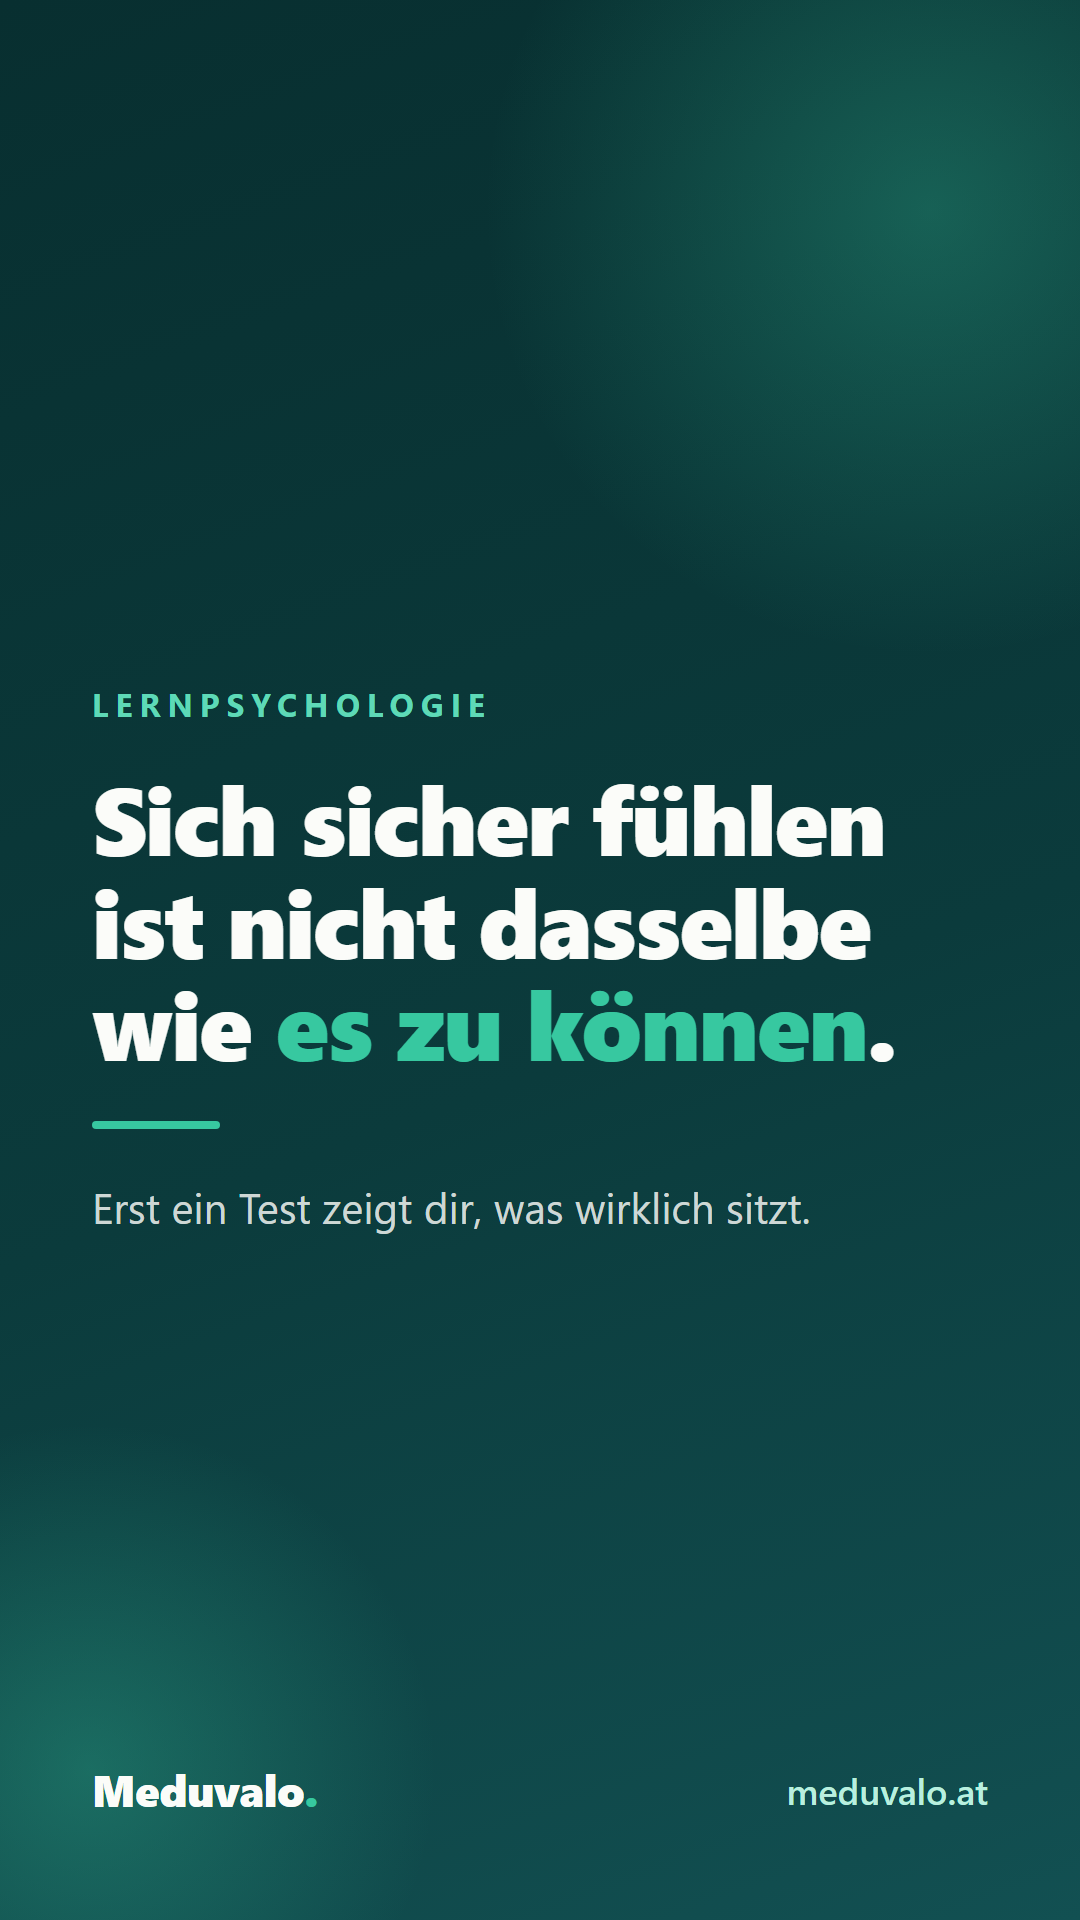 LERNPSYCHOLOGIE
Sich sicher fühlen
ist nicht dasselbe
wie es zu können.
Erst ein Test zeigt dir, was wirklich sitzt.
Meduvalo.
meduvalo.at